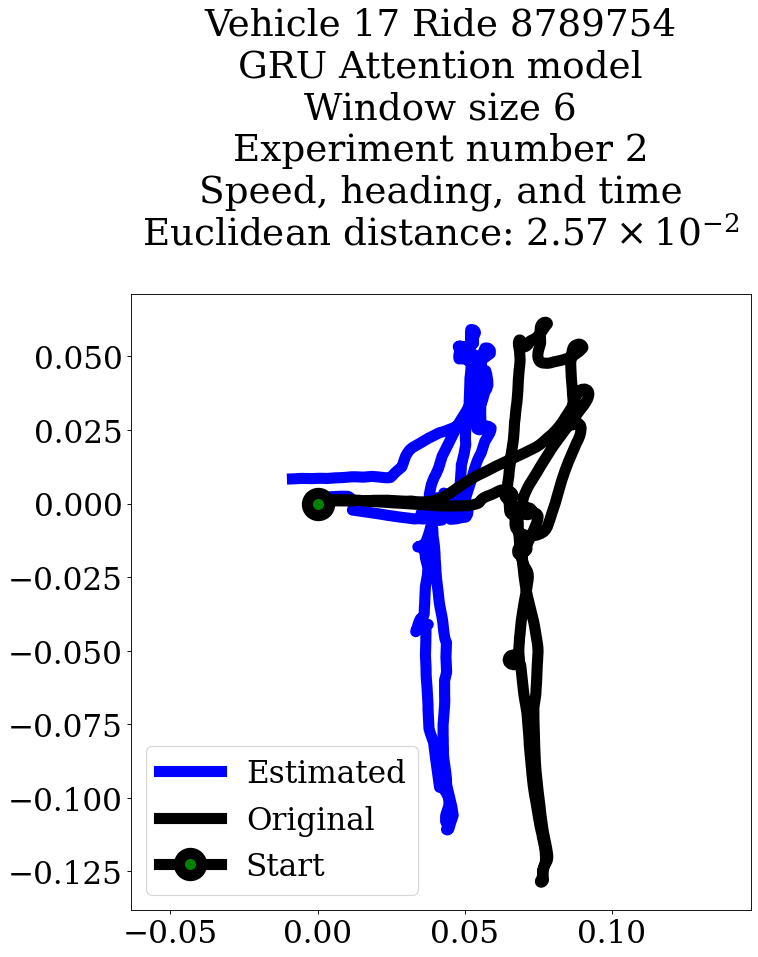 Vehicle 17 Ride 8789754
GRU Attention model
Window size 6
Experiment number 2
Speed, heading, and time
Euclidean distance: 2.57 × 10⁻²
0.050
0.025
0.000
−0.025
−0.050
−0.075
−0.100
−0.125
Estimated
Original
Start
−0.05 0.00 0.05 0.10